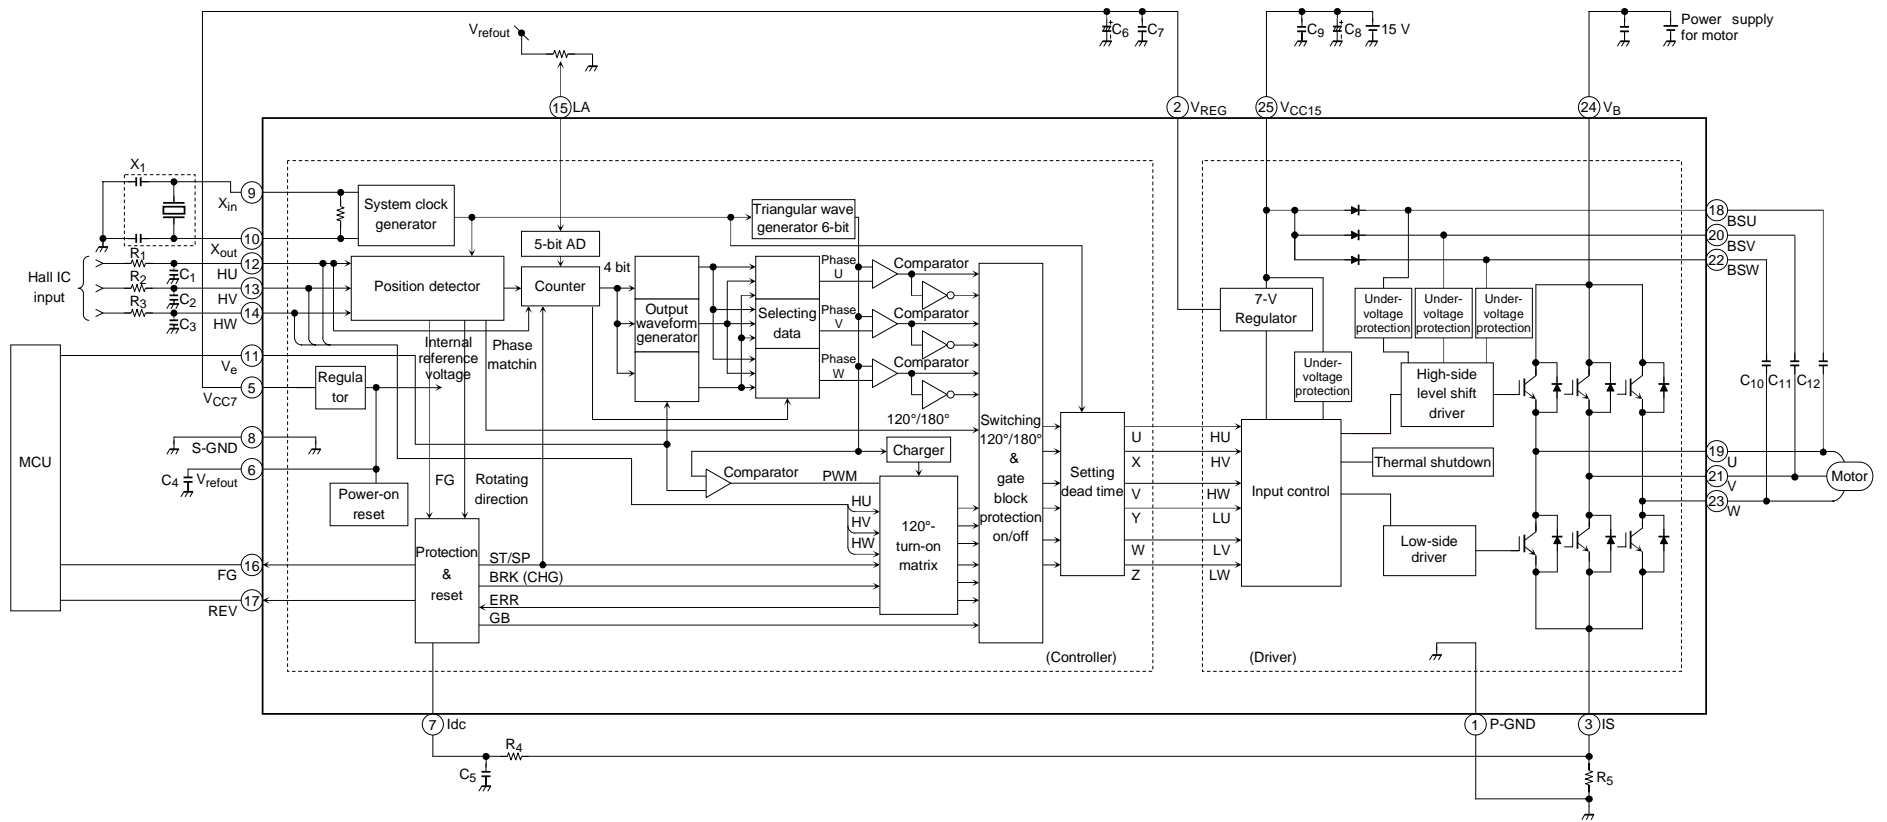 Vrefout
C6
C7
C9
C8
15 V
Power supply
for motor
15 LA
2 VREG
25 VCC15
24 VB
X1
9
Xin
10
Xout
System clock
generator
Triangular wave
generator 6-bit
5-bit AD
Hall IC
input
R1
R2
R3
C1
C2
C3
12
HU
13
HV
14
HW
Position detector
Counter
4 bit
Output
waveform
generator
Selecting
data
Phase
U
Phase
V
Phase
W
Comparator
Comparator
Comparator
Internal
reference
voltage
Phase
matchin
11
Ve
5
VCC7
Regula
tor
120°/180°
8
S-GND
6
Vrefout
C4
Power-on
reset
MCU
FG
Rotating
direction
Comparator
PWM
Charger
HU
HV
HW
120°-
turn-on
matrix
Switching
120°/180°
&
gate
block
protection
on/off
Setting
dead time
Protection
&
reset
ST/SP
BRK (CHG)
ERR
GB
16
FG
17
REV
(Controller)
U
X
V
Y
W
Z
HU
HV
HW
LU
LV
LW
7-V
Regulator
Under-
voltage
protection
Under-
voltage
protection
Under-
voltage
protection
Under-
voltage
protection
High-side
level shift
driver
Input control
Thermal shutdown
Low-side
driver
(Driver)
18
BSU
20
BSV
22
BSW
C10
C11
C12
19
U
21
V
23
W
Motor
7 Idc
1 P-GND
3 IS
R4
C5
R5